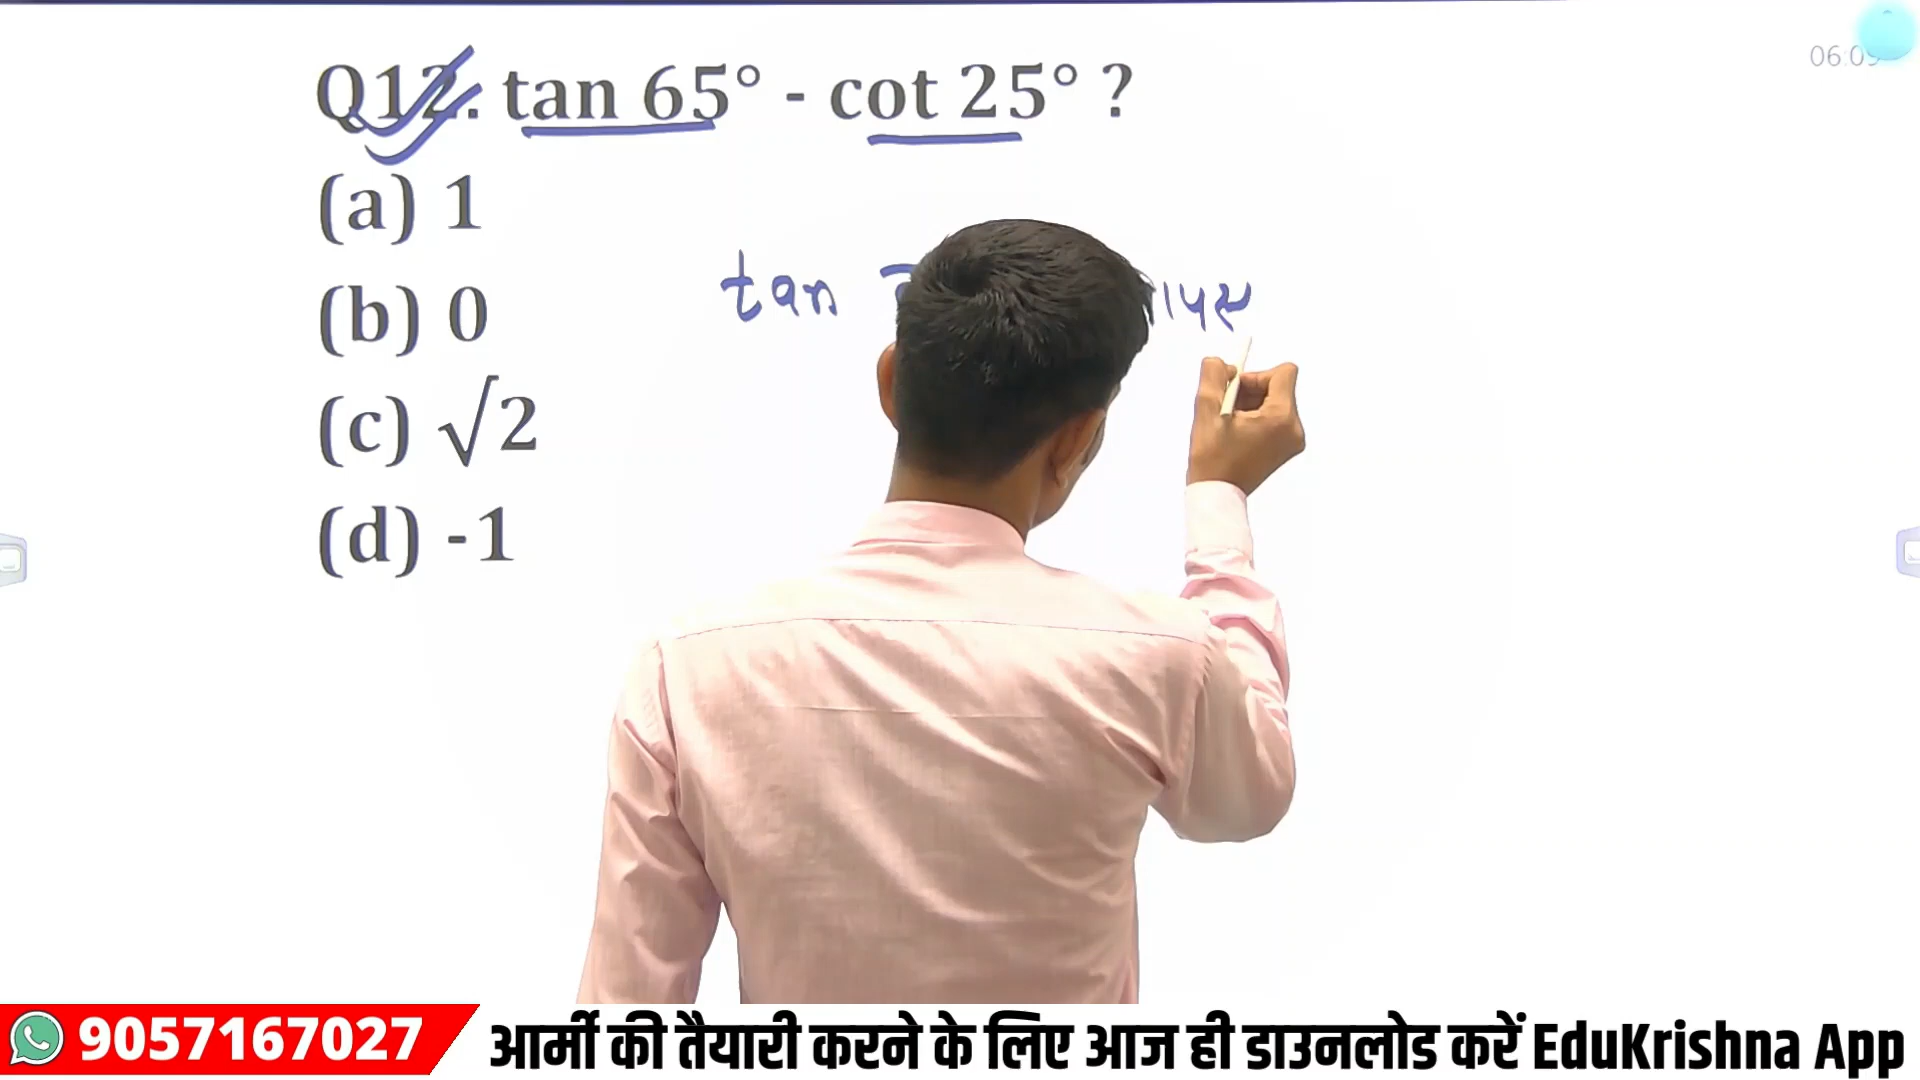 06:09
Q12. tan 65° - cot 25° ?
(a) 1
(b) 0
(c) √2
(d) -1
tan
9057167027 आर्मी की तैयारी करने के लिए आज ही डाउनलोड करें EduKrishna App